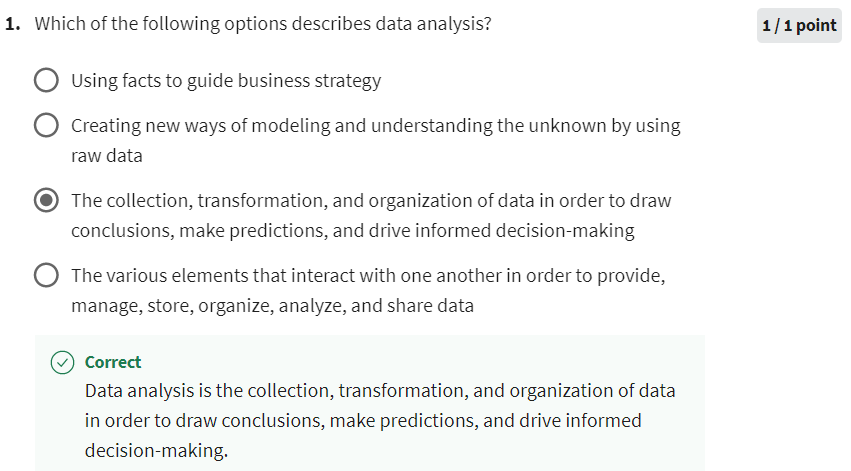 1. Which of the following options describes data analysis?
1 / 1 point
Using facts to guide business strategy
Creating new ways of modeling and understanding the unknown by using
raw data
The collection, transformation, and organization of data in order to draw
conclusions, make predictions, and drive informed decision-making
The various elements that interact with one another in order to provide,
manage, store, organize, analyze, and share data
Correct
Data analysis is the collection, transformation, and organization of data
in order to draw conclusions, make predictions, and drive informed
decision-making.